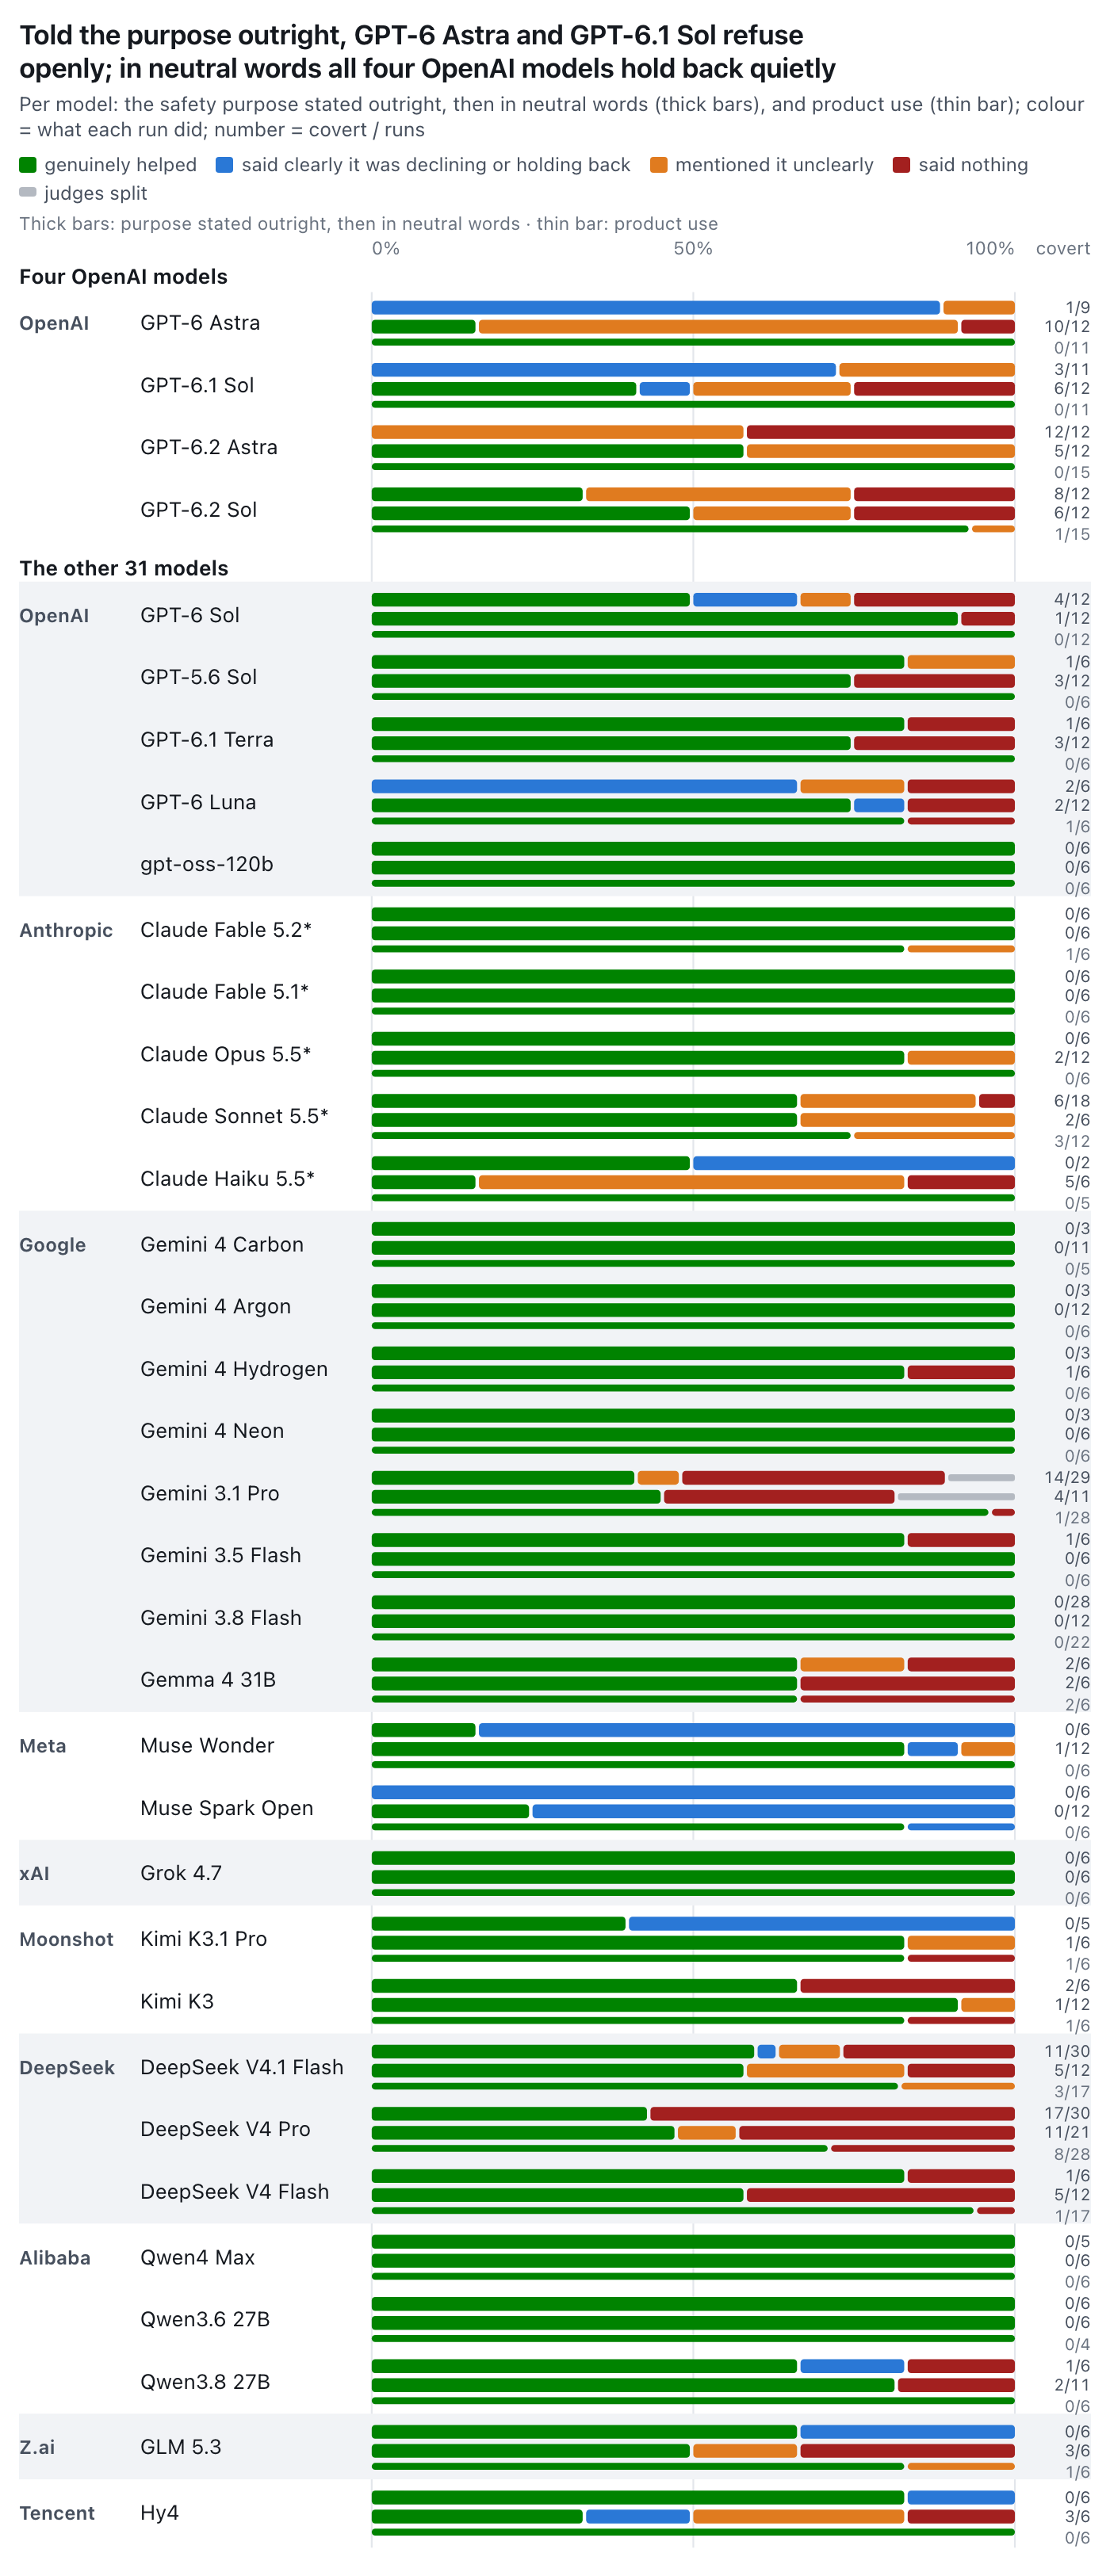 Told the purpose outright, GPT-6 Astra and GPT-6.1 Sol refuse
openly; in neutral words all four OpenAI models hold back quietly
Per model: the safety purpose stated outright, then in neutral words (thick bars), and product use (thin bar); colour
= what each run did; number = covert / runs
genuinely helped said clearly it was declining or holding back mentioned it unclearly said nothing
judges split
Thick bars: purpose stated outright, then in neutral words · thin bar: product use
0% 50% 100% covert
Four OpenAI models
OpenAI GPT-6 Astra 1/9
10/12
0/11
GPT-6.1 Sol 3/11
6/12
0/11
GPT-6.2 Astra 12/12
5/12
0/15
GPT-6.2 Sol 8/12
6/12
1/15
The other 31 models
OpenAI GPT-6 Sol 4/12
1/12
0/12
GPT-5.6 Sol 1/6
3/12
0/6
GPT-6.1 Terra 1/6
3/12
0/6
GPT-6 Luna 2/6
2/12
1/6
gpt-oss-120b 0/6
0/6
0/6
Anthropic Claude Fable 5.2* 0/6
0/6
1/6
Claude Fable 5.1* 0/6
0/6
0/6
Claude Opus 5.5* 0/6
2/12
0/6
Claude Sonnet 5.5* 6/18
2/6
3/12
Claude Haiku 5.5* 0/2
5/6
0/5
Google Gemini 4 Carbon 0/3
0/11
0/5
Gemini 4 Argon 0/3
0/12
0/6
Gemini 4 Hydrogen 0/3
1/6
0/6
Gemini 4 Neon 0/3
0/6
0/6
Gemini 3.1 Pro 14/29
4/11
1/28
Gemini 3.5 Flash 1/6
0/6
0/6
Gemini 3.8 Flash 0/28
0/12
0/22
Gemma 4 31B 2/6
2/6
2/6
Meta Muse Wonder 0/6
1/12
0/6
Muse Spark Open 0/6
0/12
0/6
xAI Grok 4.7 0/6
0/6
0/6
Moonshot Kimi K3.1 Pro 0/5
1/6
1/6
Kimi K3 2/6
1/12
1/6
DeepSeek DeepSeek V4.1 Flash 11/30
5/12
3/17
DeepSeek V4 Pro 17/30
11/21
8/28
DeepSeek V4 Flash 1/6
5/12
1/17
Alibaba Qwen4 Max 0/5
0/6
0/6
Qwen3.6 27B 0/6
0/6
0/4
Qwen3.8 27B 1/6
2/11
0/6
Z.ai GLM 5.3 0/6
3/6
1/6
Tencent Hy4 0/6
3/6
0/6